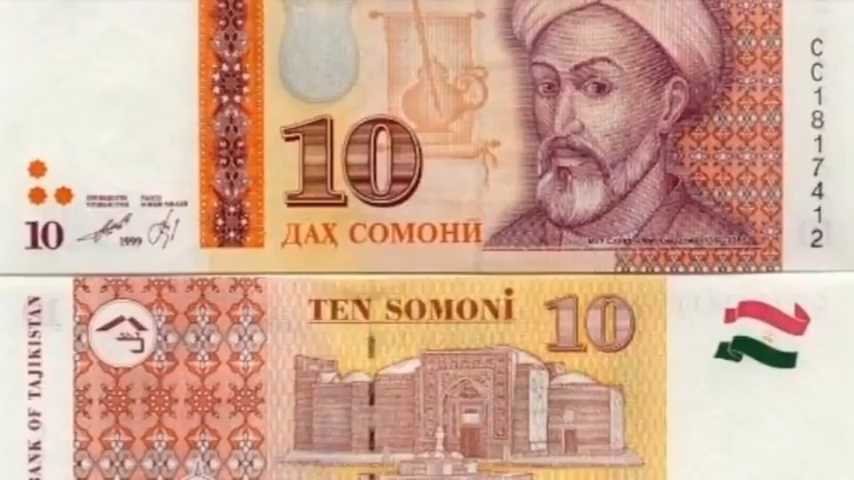 10
ДАҲ СОМОНӢ
10
1999
CC1817412
BANK OF TAJIKISTAN
TEN SOMONİ
10